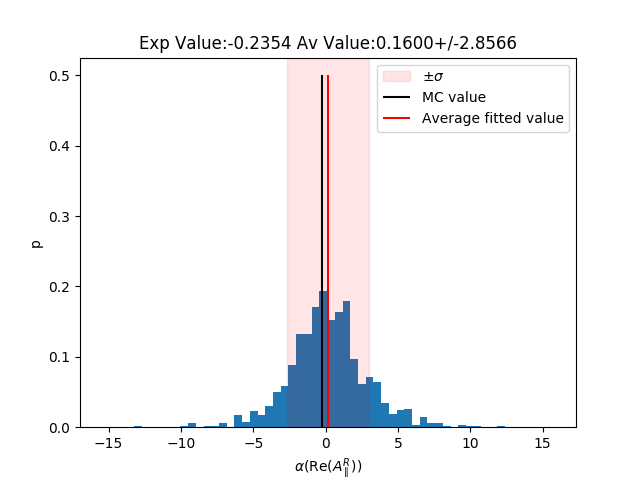 Exp Value:-0.2354 Av Value:0.1600+/-2.8566
±σ
MC value
Average fitted value
p
0.5
0.4
0.3
0.2
0.1
0.0
−15 −10 −5 0 5 10 15
α(Re(A_∥^R))